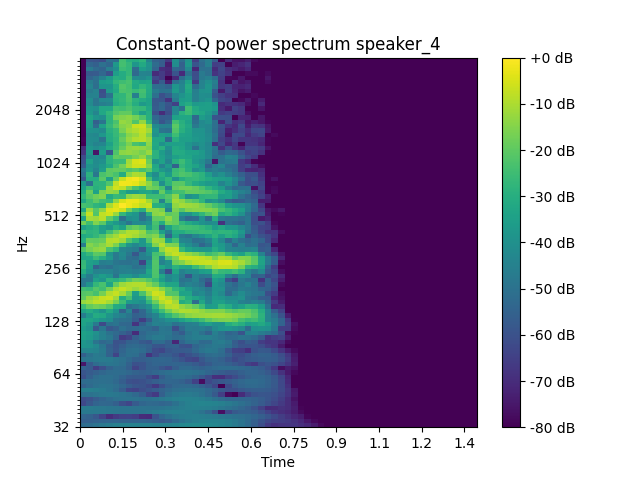 Constant-Q power spectrum speaker_4
Hz
2048
1024
512
256
128
64
32
0 0.15 0.3 0.45 0.6 0.75 0.9 1.1 1.2 1.4
Time
+0 dB
-10 dB
-20 dB
-30 dB
-40 dB
-50 dB
-60 dB
-70 dB
-80 dB